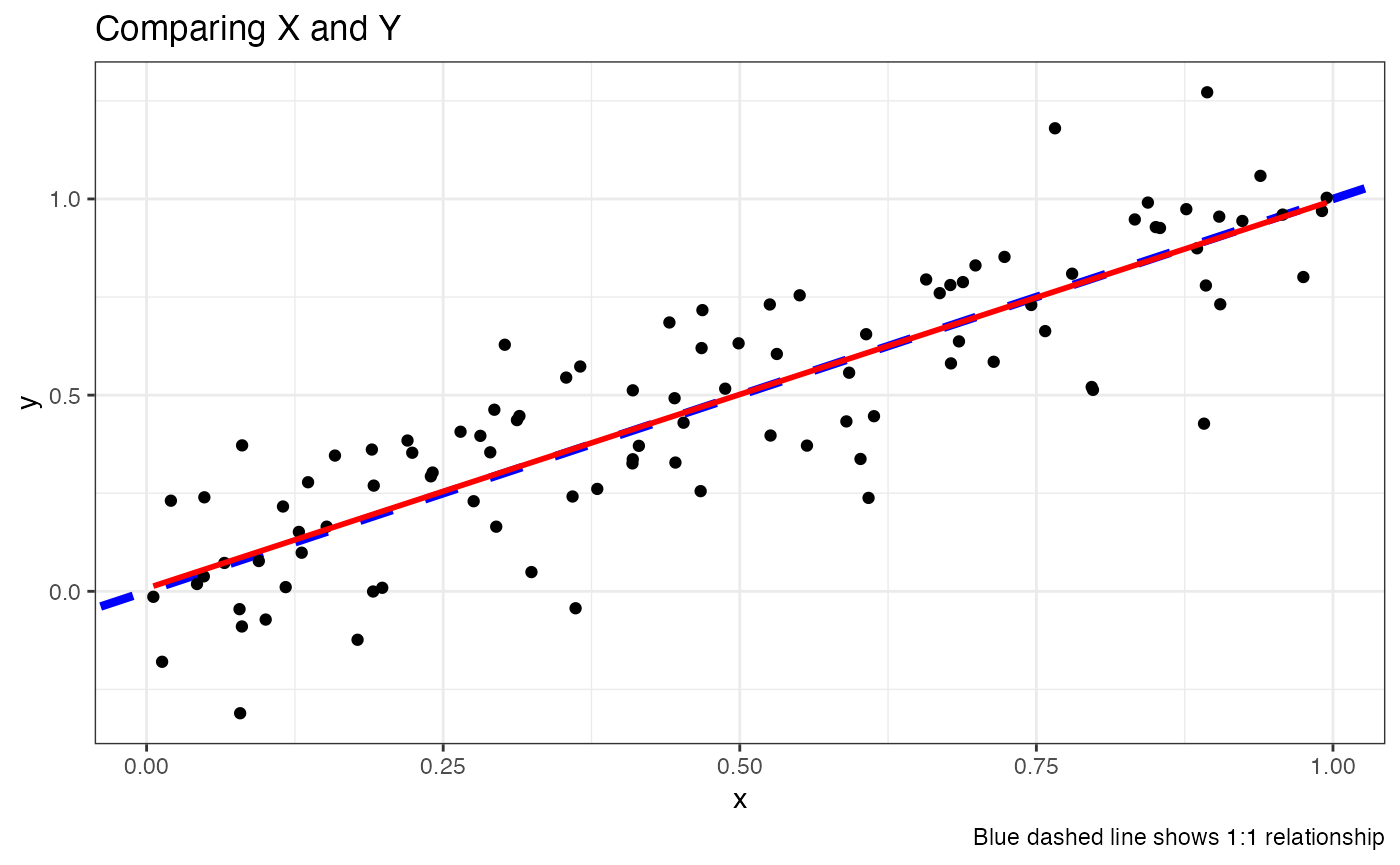 Comparing X and Y
1.0
0.5
0.0
y
0.00 0.25 0.50 0.75 1.00
x
Blue dashed line shows 1:1 relationship